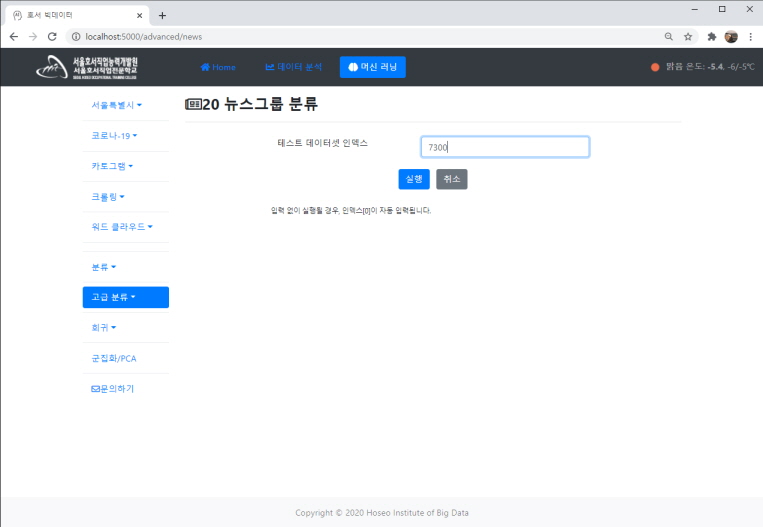 호서 빅데이터
localhost:5000/advanced/news
서울호서직업능력개발원
서울호서직업전문학교
Home
데이터 분석
머신 러닝
맑음 온도: -5.4, -6/-5℃
서울특별시
코로나-19
카토그램
크롤링
워드 클라우드
분류
고급 분류
회귀
군집화/PCA
문의하기
20 뉴스그룹 분류
테스트 데이터셋 인덱스
7300
실행
취소
입력 없이 실행될 경우, 인덱스[0]이 자동 입력됩니다.
Copyright © 2020 Hoseo Institute of Big Data